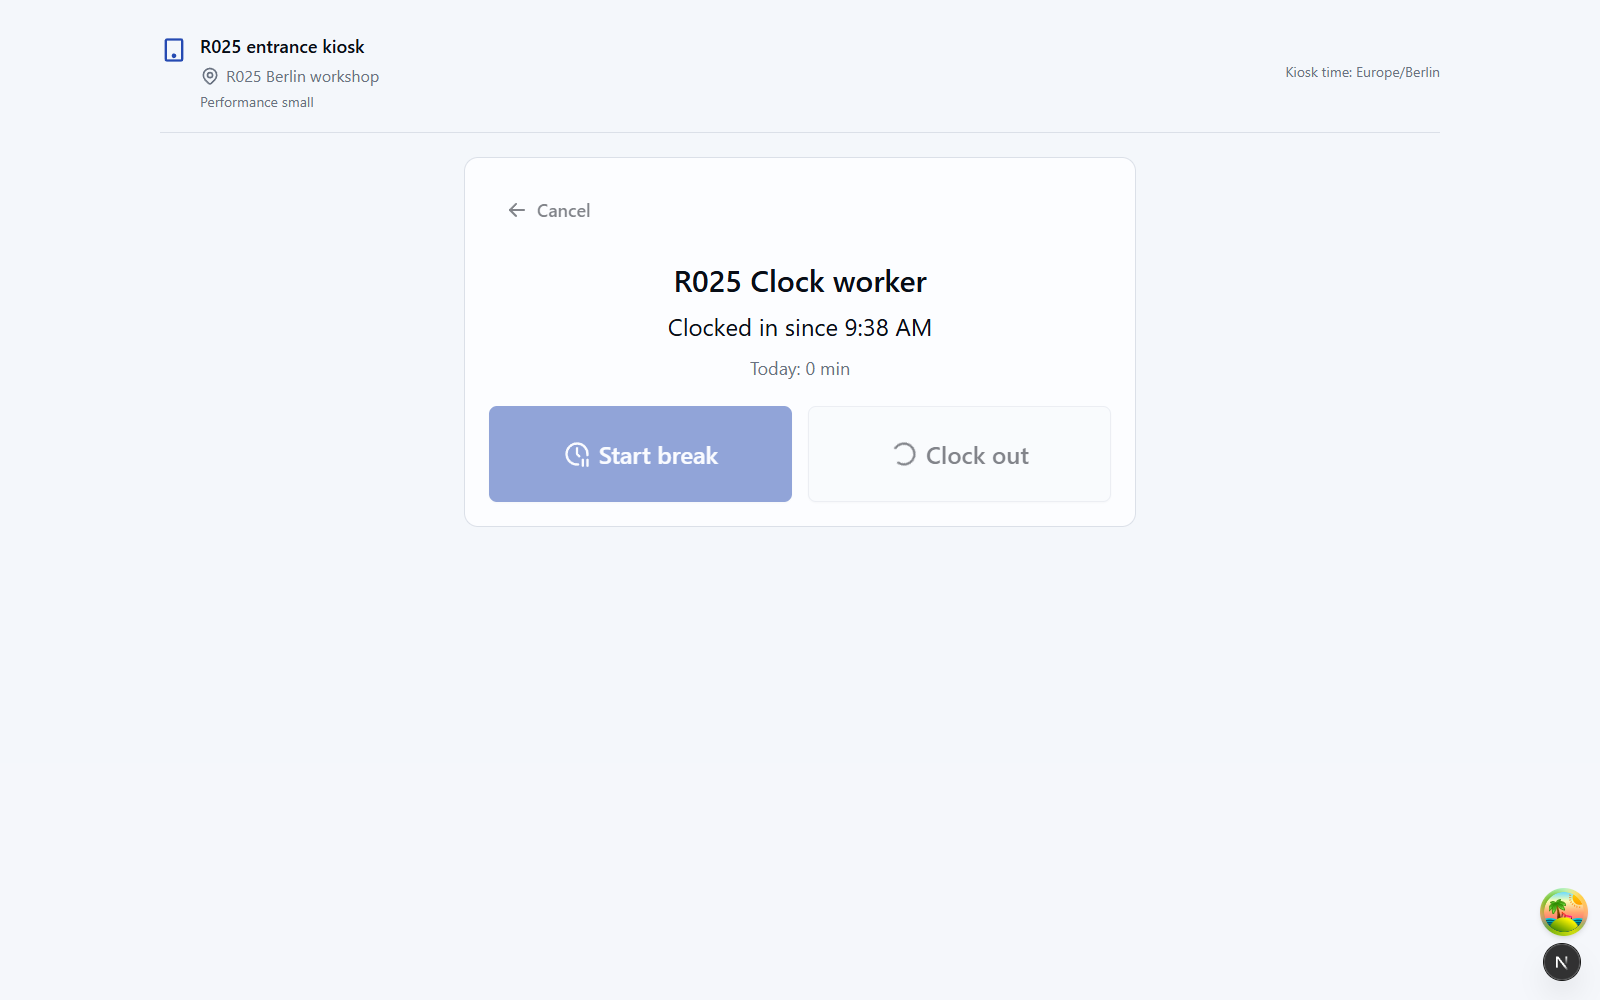 R025 entrance kiosk
R025 Berlin workshop
Performance small
Kiosk time: Europe/Berlin
Cancel
R025 Clock worker
Clocked in since 9:38 AM
Today: 0 min
Start break
Clock out
N